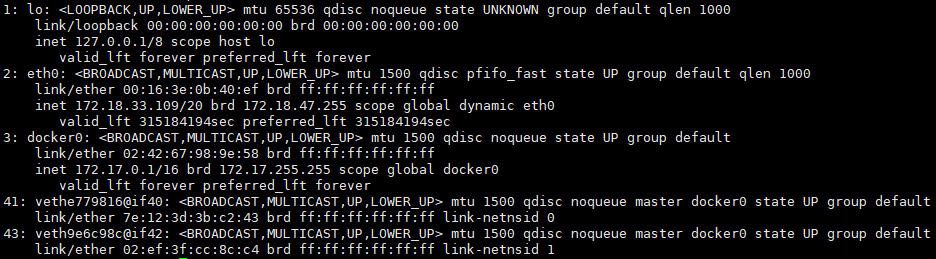 1: lo: <LOOPBACK,UP,LOWER_UP> mtu 65536 qdisc noqueue state UNKNOWN group default qlen 1000
link/loopback 00:00:00:00:00:00 brd 00:00:00:00:00:00
inet 127.0.0.1/8 scope host lo
valid_lft forever preferred_lft forever
2: eth0: <BROADCAST,MULTICAST,UP,LOWER_UP> mtu 1500 qdisc pfifo_fast state UP group default qlen 1000
link/ether 00:16:3e:0b:40:ef brd ff:ff:ff:ff:ff:ff
inet 172.18.33.109/20 brd 172.18.47.255 scope global dynamic eth0
valid_lft 315184194sec preferred_lft 315184194sec
3: docker0: <BROADCAST,MULTICAST,UP,LOWER_UP> mtu 1500 qdisc noqueue state UP group default
link/ether 02:42:67:98:9e:58 brd ff:ff:ff:ff:ff:ff
inet 172.17.0.1/16 brd 172.17.255.255 scope global docker0
valid_lft forever preferred_lft forever
41: vethe779816@if40: <BROADCAST,MULTICAST,UP,LOWER_UP> mtu 1500 qdisc noqueue master docker0 state UP group default
link/ether 7e:12:3d:3b:c2:43 brd ff:ff:ff:ff:ff:ff link-netnsid 0
43: veth9e6c98c@if42: <BROADCAST,MULTICAST,UP,LOWER_UP> mtu 1500 qdisc noqueue master docker0 state UP group default
link/ether 02:ef:3f:cc:8c:c4 brd ff:ff:ff:ff:ff:ff link-netnsid 1